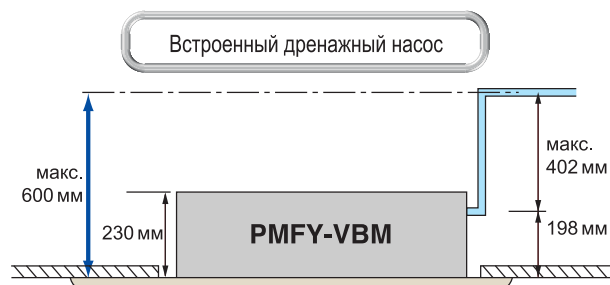 Встроенный дренажный насос
макс.
600 мм
230 мм
PMFY-VBM
макс.
402 мм
198 мм